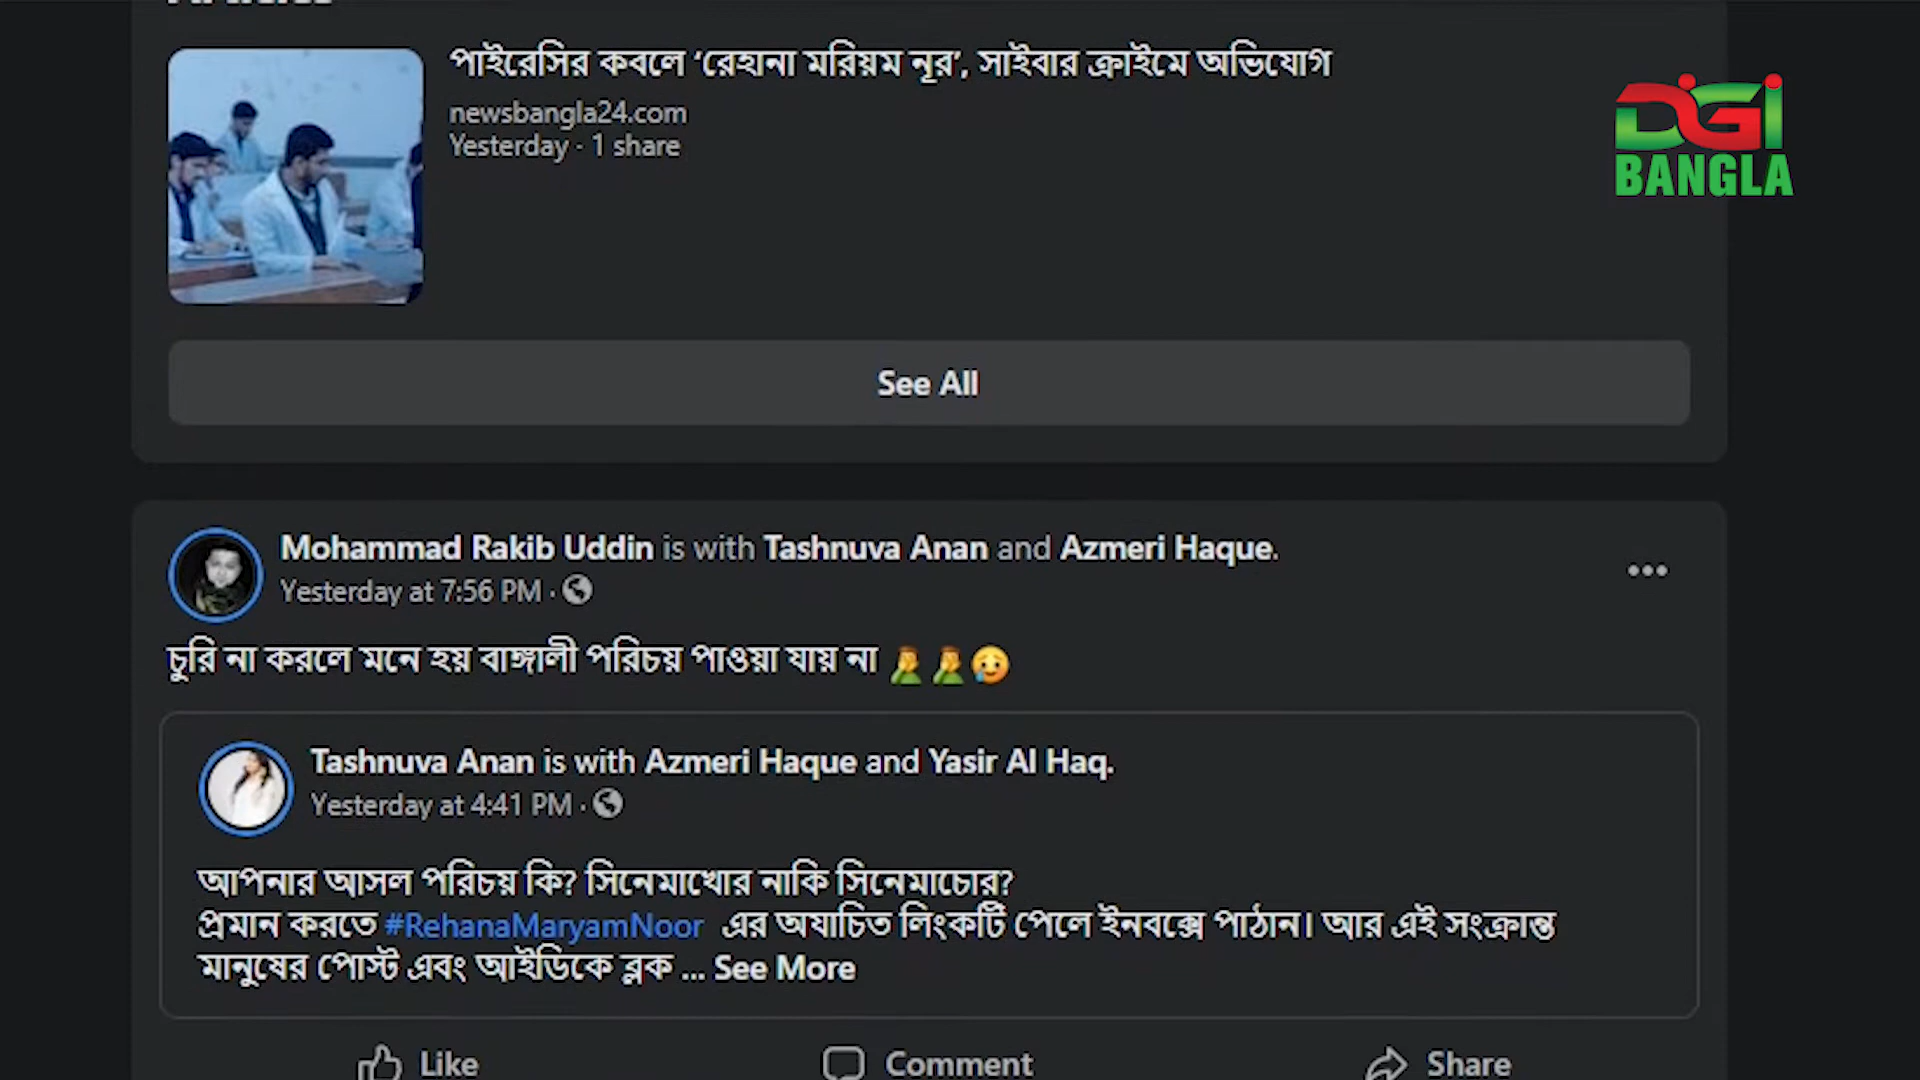 পাইরেসির কবলে ‘রেহানা মরিয়ম নূর’, সাইবার ক্রাইমে অভিযোগ
newsbangla24.com
Yesterday · 1 share
DiGi
BANGLA
See All
Mohammad Rakib Uddin is with Tashnuva Anan and Azmeri Haque.
Yesterday at 7:56 PM ·
চুরি না করলে মনে হয় বাঙ্গালী পরিচয় পাওয়া যায় না 🤦‍♂️🤦‍♂️🥲
Tashnuva Anan is with Azmeri Haque and Yasir Al Haq.
Yesterday at 4:41 PM ·
আপনার আসল পরিচয় কি? সিনেমাখোর নাকি সিনেমাচোর?
প্রমান করতে #RehanaMaryamNoor এর অযাচিত লিংকটি পেলে ইনবক্সে পাঠান। আর এই সংক্রান্ত
মানুষের পোস্ট এবং আইডিকে ব্লক ... See More
Like
Comment
Share